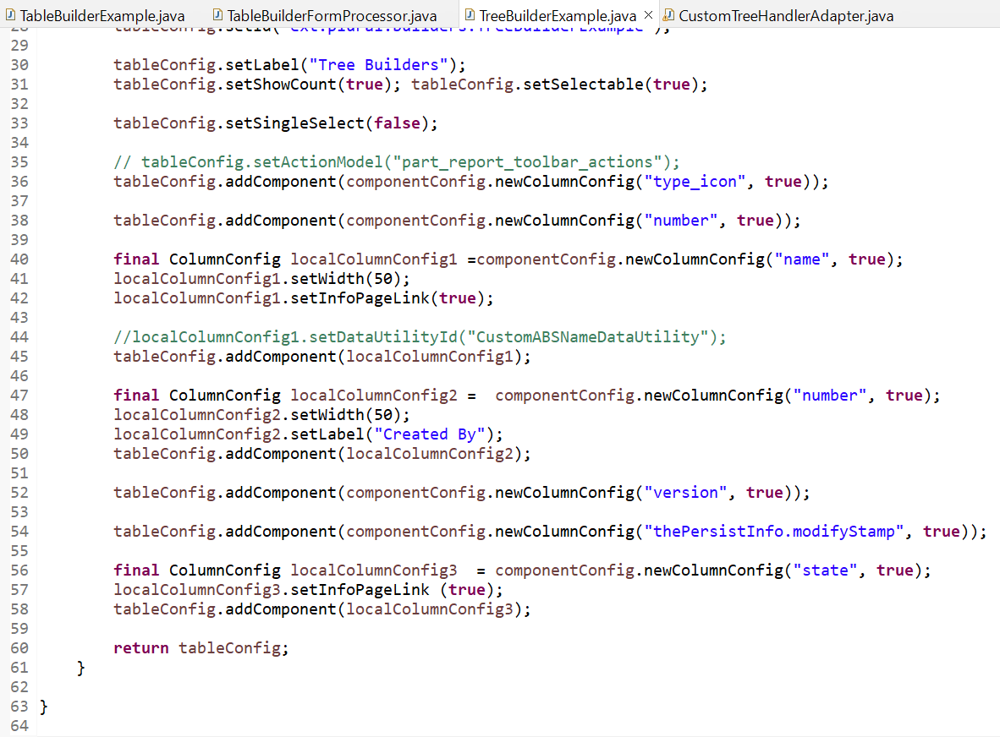 TableBuilderExample.java TableBuilderFormProcessor.java TreeBuilderExample.java CustomTreeHandlerAdapter.java
28 tableConfig.setId("ext.plural.builders.TreeBuilderExample");
29
30 tableConfig.setLabel("Tree Builders");
31 tableConfig.setShowCount(true); tableConfig.setSelectable(true);
32
33 tableConfig.setSingleSelect(false);
34
35 // tableConfig.setActionModel("part_report_toolbar_actions");
36 tableConfig.addComponent(componentConfig.newColumnConfig("type_icon", true));
37
38 tableConfig.addComponent(componentConfig.newColumnConfig("number", true));
39
40 final ColumnConfig localColumnConfig1 =componentConfig.newColumnConfig("name", true);
41 localColumnConfig1.setWidth(50);
42 localColumnConfig1.setInfoPageLink(true);
43
44 //localColumnConfig1.setDataUtilityId("CustomABSNameDataUtility");
45 tableConfig.addComponent(localColumnConfig1);
46
47 final ColumnConfig localColumnConfig2 =  componentConfig.newColumnConfig("number", true);
48 localColumnConfig2.setWidth(50);
49 localColumnConfig2.setLabel("Created By");
50 tableConfig.addComponent(localColumnConfig2);
51
52 tableConfig.addComponent(componentConfig.newColumnConfig("version", true));
53
54 tableConfig.addComponent(componentConfig.newColumnConfig("thePersistInfo.modifyStamp", true));
55
56 final ColumnConfig localColumnConfig3  = componentConfig.newColumnConfig("state", true);
57 localColumnConfig3.setInfoPageLink (true);
58 tableConfig.addComponent(localColumnConfig3);
59
60 return tableConfig;
61 }
62
63 }
64